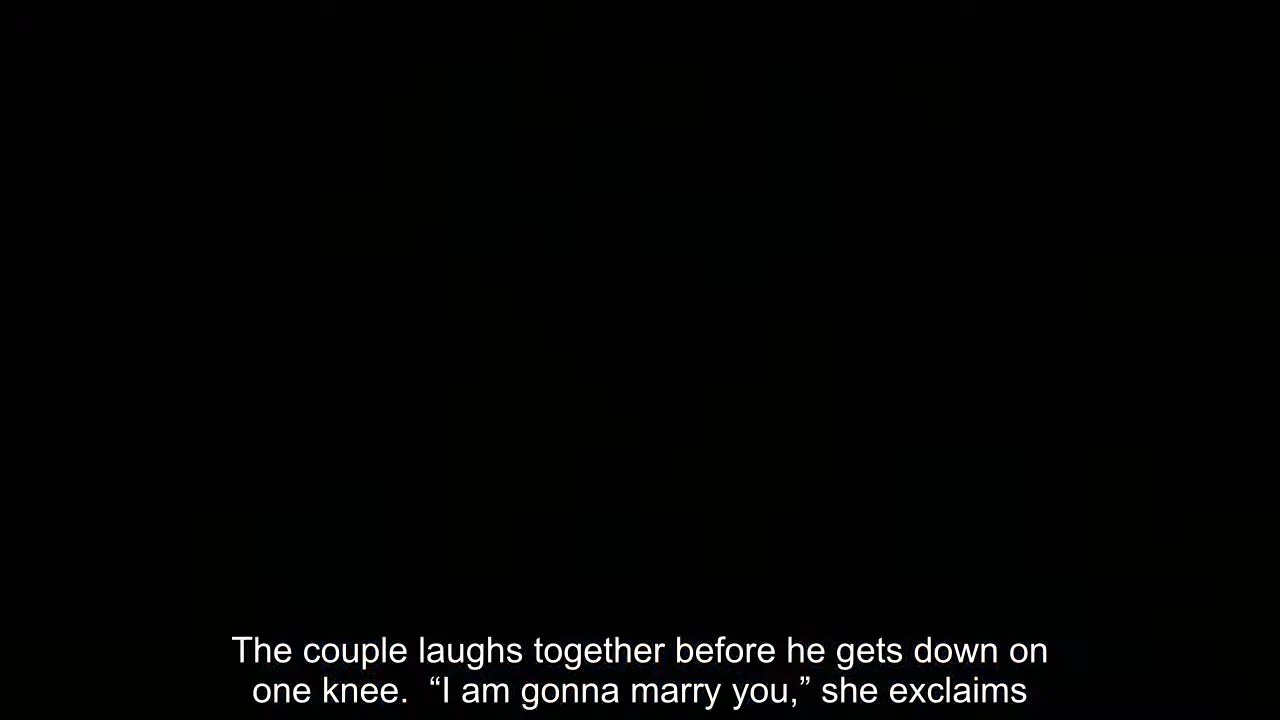 The couple laughs together before he gets down on
one knee.  “I am gonna marry you,” she exclaims